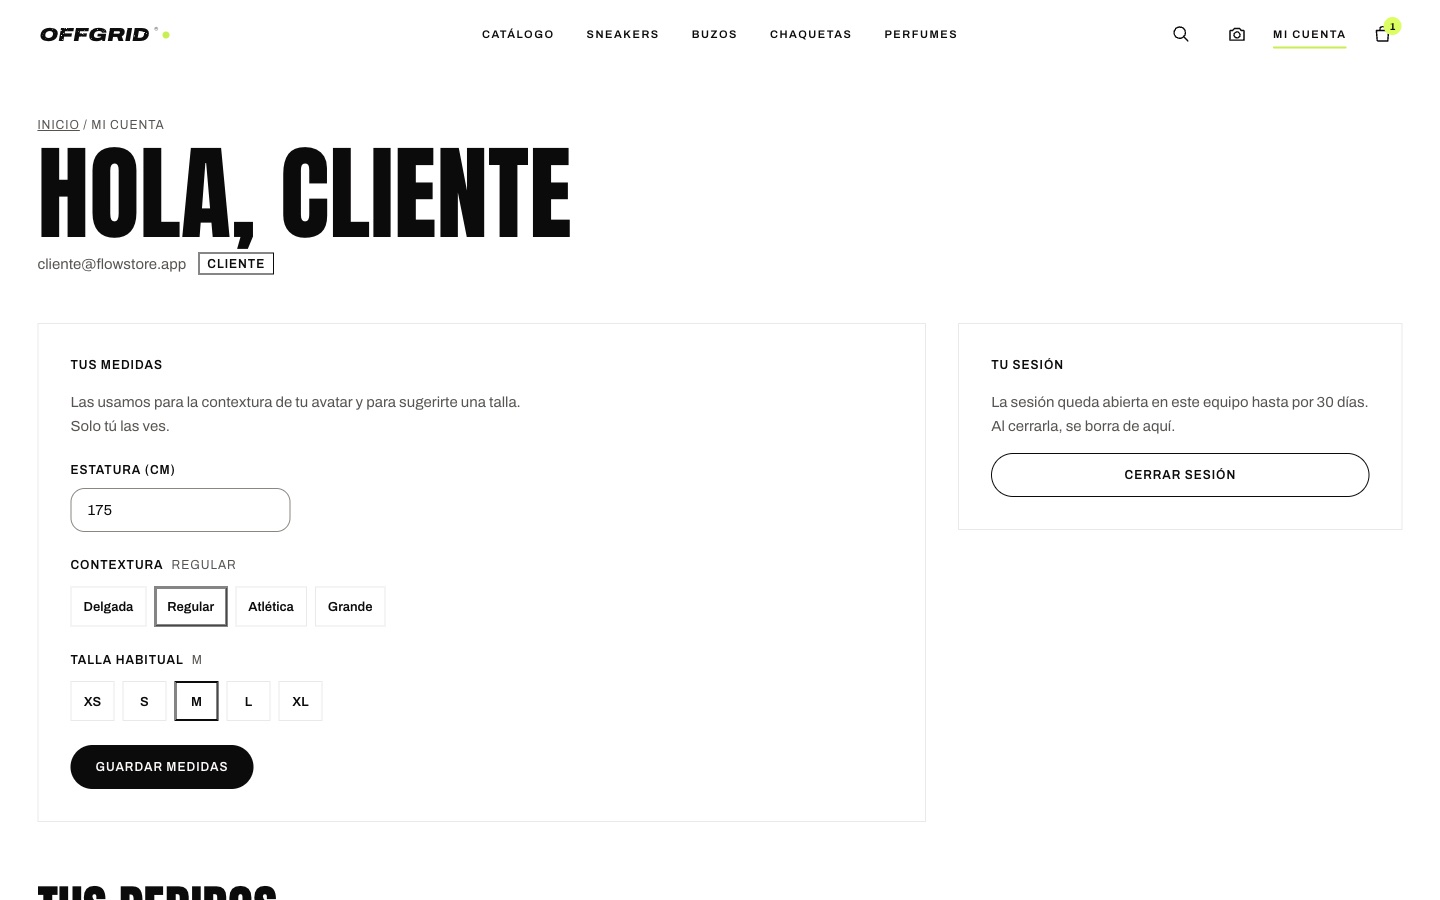 OFFGRID
CATÁLOGO
SNEAKERS
BUZOS
CHAQUETAS
PERFUMES
MI CUENTA
1
INICIO / MI CUENTA
HOLA, CLIENTE
cliente@flowstore.app
CLIENTE
TUS MEDIDAS
Las usamos para la contextura de tu avatar y para sugerirte una talla.
Solo tú las ves.
ESTATURA (CM)
175
CONTEXTURA REGULAR
Delgada
Regular
Atlética
Grande
TALLA HABITUAL M
XS
S
M
L
XL
GUARDAR MEDIDAS
TU SESIÓN
La sesión queda abierta en este equipo hasta por 30 días.
Al cerrarla, se borra de aquí.
CERRAR SESIÓN
TUS PEDIDOS